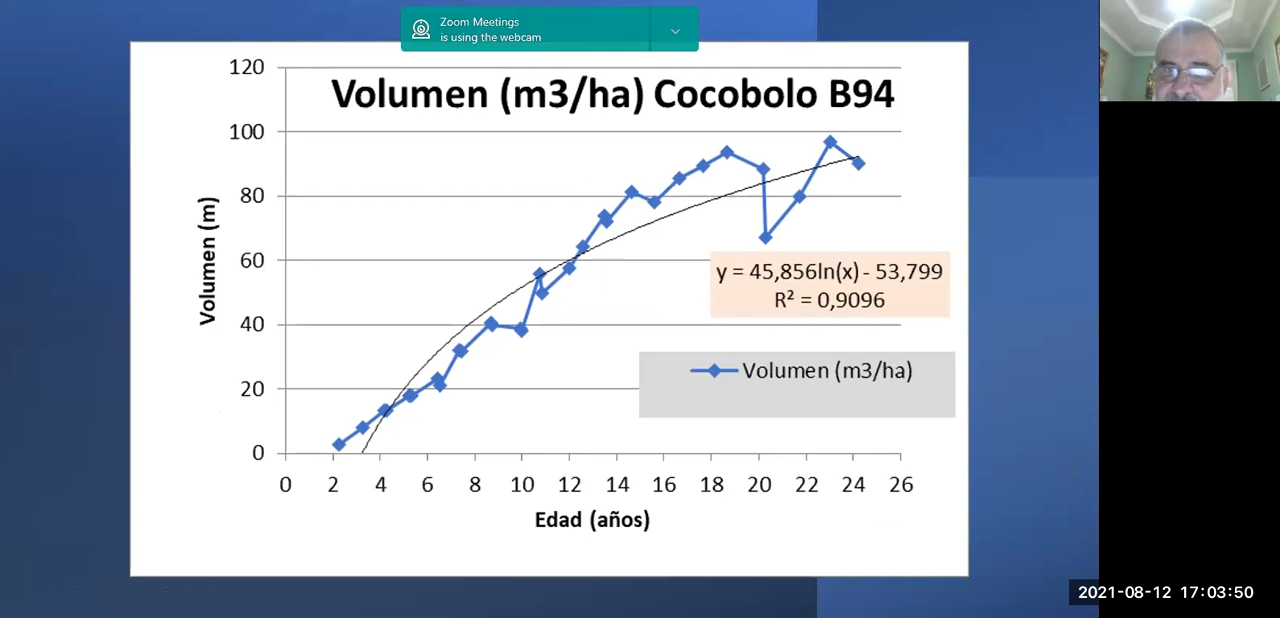 Zoom Meetings
is using the webcam
Volumen (m3/ha) Cocobolo B94
120
100
80
60
40
20
0
Volumen (m)
y = 45,856ln(x) - 53,799
R² = 0,9096
Volumen (m3/ha)
0 2 4 6 8 10 12 14 16 18 20 22 24 26
Edad (años)
2021-08-12 17:03:50